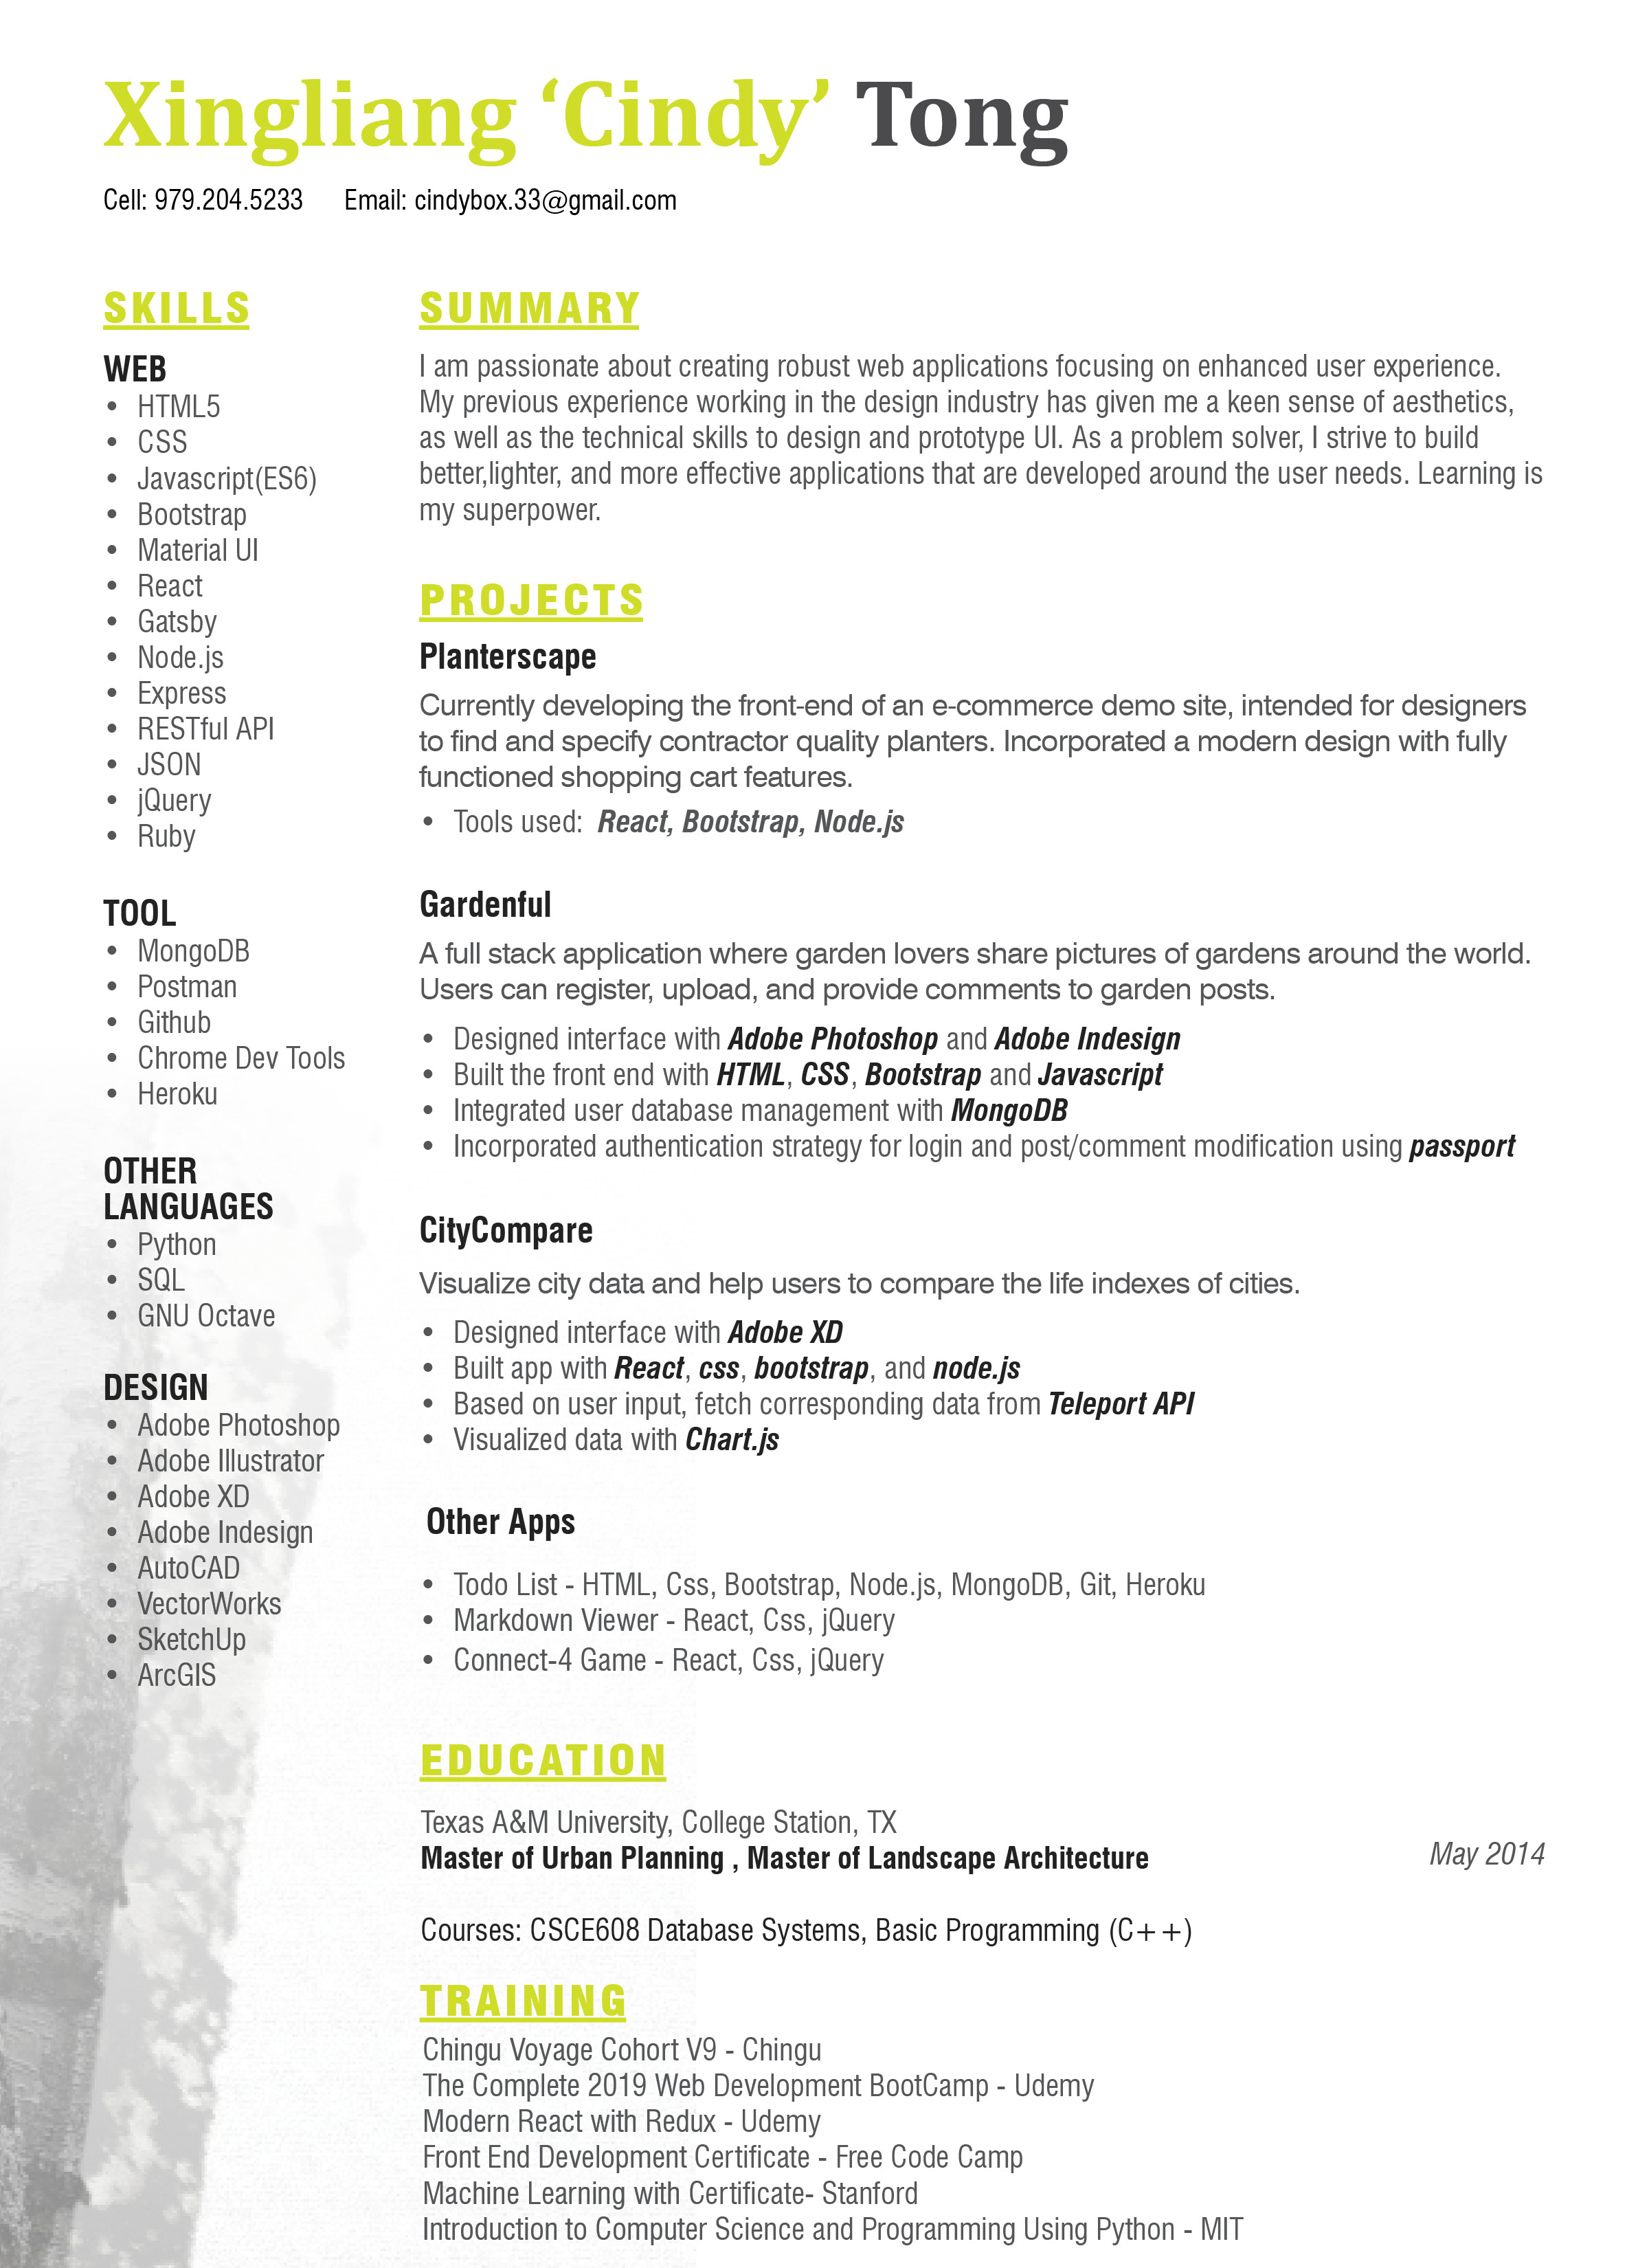 Xingliang ‘Cindy’ Tong
Cell: 979.204.5233 Email: cindybox.33@gmail.com
SKILLS
WEB
• HTML5
• CSS
• Javascript(ES6)
• Bootstrap
• Material UI
• React
• Gatsby
• Node.js
• Express
• RESTful API
• JSON
• jQuery
• Ruby
TOOL
• MongoDB
• Postman
• Github
• Chrome Dev Tools
• Heroku
OTHER
LANGUAGES
• Python
• SQL
• GNU Octave
DESIGN
• Adobe Photoshop
• Adobe Illustrator
• Adobe XD
• Adobe Indesign
• AutoCAD
• VectorWorks
• SketchUp
• ArcGIS
SUMMARY
I am passionate about creating robust web applications focusing on enhanced user experience.
My previous experience working in the design industry has given me a keen sense of aesthetics,
as well as the technical skills to design and prototype UI. As a problem solver, I strive to build
better,lighter, and more effective applications that are developed around the user needs. Learning is
my superpower.
PROJECTS
Planterscape
Currently developing the front-end of an e-commerce demo site, intended for designers
to find and specify contractor quality planters. Incorporated a modern design with fully
functioned shopping cart features.
• Tools used: React, Bootstrap, Node.js
Gardenful
A full stack application where garden lovers share pictures of gardens around the world.
Users can register, upload, and provide comments to garden posts.
• Designed interface with Adobe Photoshop and Adobe Indesign
• Built the front end with HTML, CSS, Bootstrap and Javascript
• Integrated user database management with MongoDB
• Incorporated authentication strategy for login and post/comment modification using passport
CityCompare
Visualize city data and help users to compare the life indexes of cities.
• Designed interface with Adobe XD
• Built app with React, css, bootstrap, and node.js
• Based on user input, fetch corresponding data from Teleport API
• Visualized data with Chart.js
Other Apps
• Todo List - HTML, Css, Bootstrap, Node.js, MongoDB, Git, Heroku
• Markdown Viewer - React, Css, jQuery
• Connect-4 Game - React, Css, jQuery
EDUCATION
Texas A&M University, College Station, TX
Master of Urban Planning , Master of Landscape Architecture May 2014
Courses: CSCE608 Database Systems, Basic Programming (C++)
TRAINING
Chingu Voyage Cohort V9 - Chingu
The Complete 2019 Web Development BootCamp - Udemy
Modern React with Redux - Udemy
Front End Development Certificate - Free Code Camp
Machine Learning with Certificate- Stanford
Introduction to Computer Science and Programming Using Python - MIT